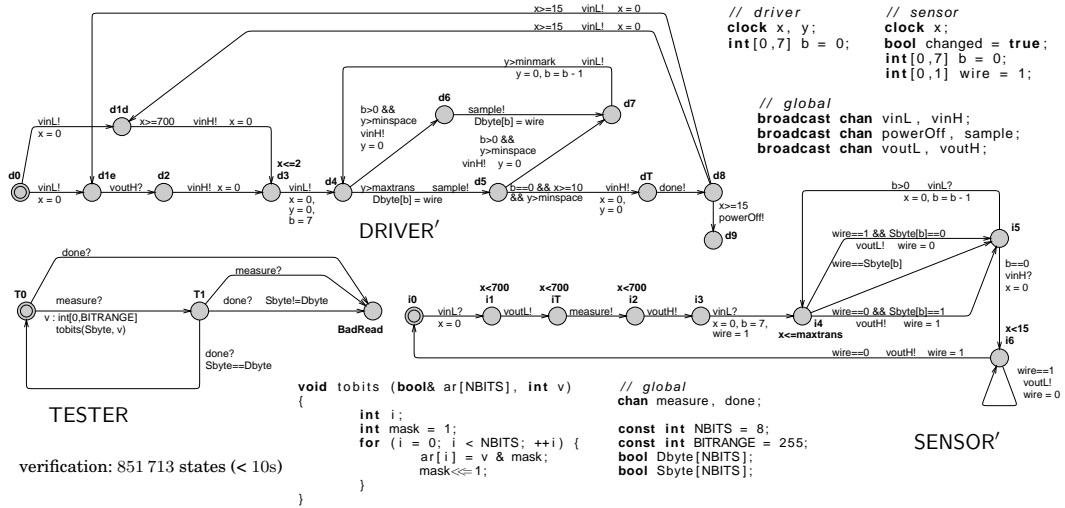 x>=15 vinL! x = 0
x>=15 vinL! x = 0
// driver
clock x, y;
int[0,7] b = 0;
// sensor
clock x;
bool changed = true;
int[0,7] b = 0;
int[0,1] wire = 1;
// global
broadcast chan vinL, vinH;
broadcast chan powerOff, sample;
broadcast chan voutL, voutH;
y>minmark vinL!
y = 0, b = b - 1
d1d
vinL!
x = 0
x>=700 vinH! x = 0
b>0 &&
y>minspace
vinH!
y = 0
d6
sample!
Dbyte[b] = wire
d7
b>0 &&
y>minspace
vinH! y = 0
d0
vinL!
x = 0
d1e
voutH?
d2
vinH! x = 0
x<=2
d3
vinL!
x = 0,
y = 0,
b = 7
d4
y>maxtrans sample!
Dbyte[b] = wire
d5
b==0 && x>=10
&& y>minspace
vinH!
x = 0,
y = 0
dT
done!
d8
x>=15
powerOff!
d9
DRIVER′
b>0 vinL?
x = 0, b = b - 1
wire==1 && Sbyte[b]==0
voutL! wire = 0
wire==Sbyte[b]
i5
b==0
vinH?
x = 0
wire==0 && Sbyte[b]==1
voutH! wire = 1
i0
vinL?
x = 0
x<700
i1
voutL!
x<700
iT
measure!
x<700
i2
voutH!
i3
vinL?
x = 0, b = 7,
wire = 1
i4
x<=maxtrans
x<15
i6
wire==0 voutH! wire = 1
wire==1
voutL!
wire = 0
SENSOR′
done?
T0
measure?
v : int[0,BITRANGE]
tobits(Sbyte, v)
T1
measure?
done? Sbyte!=Dbyte
BadRead
done?
Sbyte==Dbyte
TESTER
verification: 851 713 states (< 10s)
void tobits (bool& ar[NBITS], int v)
{
int i;
int mask = 1;
for (i = 0; i < NBITS; ++i) {
ar[i] = v & mask;
mask<<=1;
}
}
// global
chan measure, done;
const int NBITS = 8;
const int BITRANGE = 255;
bool Dbyte[NBITS];
bool Sbyte[NBITS];